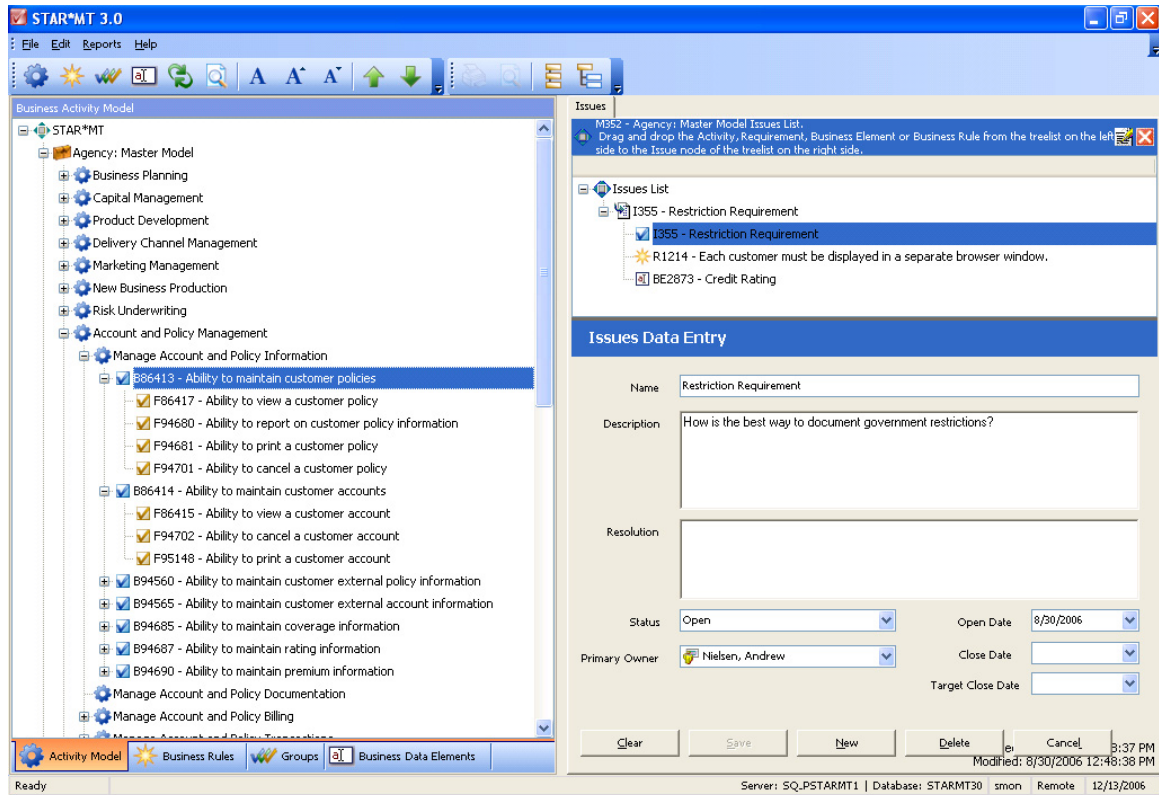 STAR*MT 3.0
File Edit Reports Help
A A A
Business Activity Model
STAR*MT
Agency: Master Model
Business Planning
Capital Management
Product Development
Delivery Channel Management
Marketing Management
New Business Production
Risk Underwriting
Account and Policy Management
Manage Account and Policy Information
B86413 - Ability to maintain customer policies
F86417 - Ability to view a customer policy
F94680 - Ability to report on customer policy information
F94681 - Ability to print a customer policy
F94701 - Ability to cancel a customer policy
B86414 - Ability to maintain customer accounts
F86415 - Ability to view a customer account
F94702 - Ability to cancel a customer account
F95148 - Ability to print a customer account
B94560 - Ability to maintain customer external policy information
B94565 - Ability to maintain customer external account information
B94685 - Ability to maintain coverage information
B94687 - Ability to maintain rating information
B94690 - Ability to maintain premium information
Manage Account and Policy Documentation
Manage Account and Policy Billing
Manage Account and Policy Transactions
Activity Model Business Rules Groups Business Data Elements
Issues
M352 - Agency: Master Model Issues List.
Drag and drop the Activity, Requirement, Business Element or Business Rule from the treelist on the left
side to the Issue node of the treelist on the right side.
Issues List
I355 - Restriction Requirement
I355 - Restriction Requirement
R1214 - Each customer must be displayed in a separate browser window.
BE2873 - Credit Rating
Issues Data Entry
Name Restriction Requirement
Description How is the best way to document government restrictions?
Resolution
Status Open Open Date 8/30/2006
Primary Owner Nielsen, Andrew Close Date
Target Close Date
Clear Save New Delete Cancel 8:37 PM
Modified: 8/30/2006 12:48:38 PM
Ready Server: SQ_PSTARMT1 | Database: STARMT30 smon Remote 12/13/2006